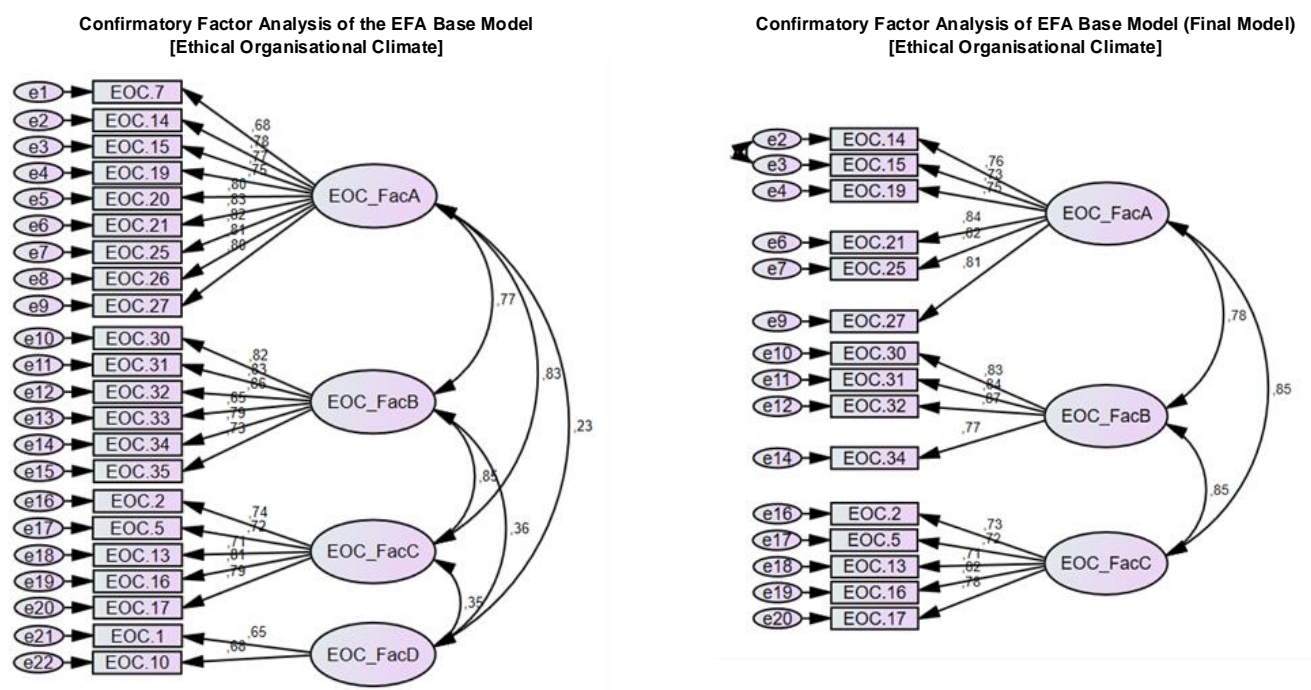 Confirmatory Factor Analysis of the EFA Base Model
[Ethical Organisational Climate]
e1 EOC.7
e2 EOC.14
e3 EOC.15
e4 EOC.19
e5 EOC.20
e6 EOC.21
e7 EOC.25
e8 EOC.26
e9 EOC.27
,68
,78
,77
,75
,80
,83
,82
,81
,80
EOC_FacA
e10 EOC.30
e11 EOC.31
e12 EOC.32
e13 EOC.33
e14 EOC.34
e15 EOC.35
,82
,83
,86
,85
,79
,73
EOC_FacB
e16 EOC.2
e17 EOC.5
e18 EOC.13
e19 EOC.16
e20 EOC.17
,74
,72
,71
,81
,79
EOC_FacC
e21 EOC.1
e22 EOC.10
,65
,68
EOC_FacD
,77
,83
,23
,85
,36
,35
Confirmatory Factor Analysis of EFA Base Model (Final Model)
[Ethical Organisational Climate]
e2 EOC.14
e3 EOC.15
e4 EOC.19
e6 EOC.21
e7 EOC.25
e9 EOC.27
,76
,73
,75
,84
,82
,81
EOC_FacA
e10 EOC.30
e11 EOC.31
e12 EOC.32
e14 EOC.34
,83
,84
,87
,77
EOC_FacB
e16 EOC.2
e17 EOC.5
e18 EOC.13
e19 EOC.16
e20 EOC.17
,73
,72
,71
,82
,78
EOC_FacC
,78
,85
,85